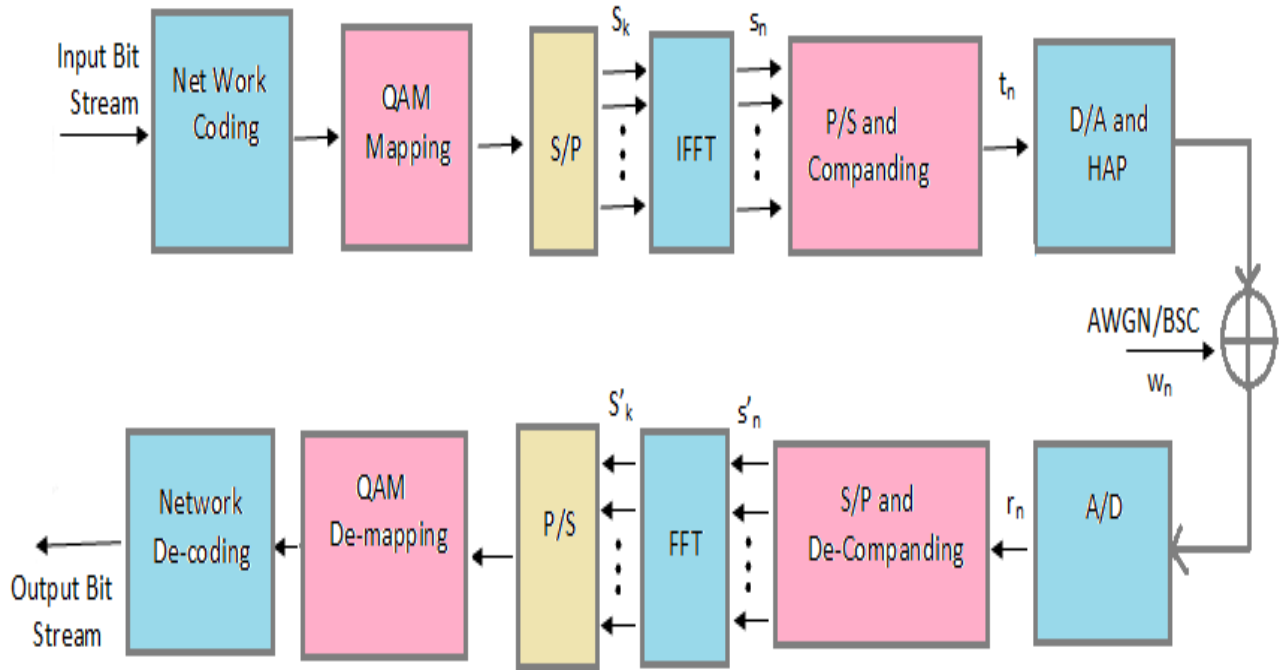 Input Bit
Stream
Net Work
Coding
QAM
Mapping
S/P
Sk
IFFT
sn
P/S and
Companding
tn
D/A and
HAP
AWGN/BSC
wn
A/D
rn
S/P and
De-Companding
s'n
FFT
S'k
P/S
QAM
De-mapping
Network
De-coding
Output Bit
Stream